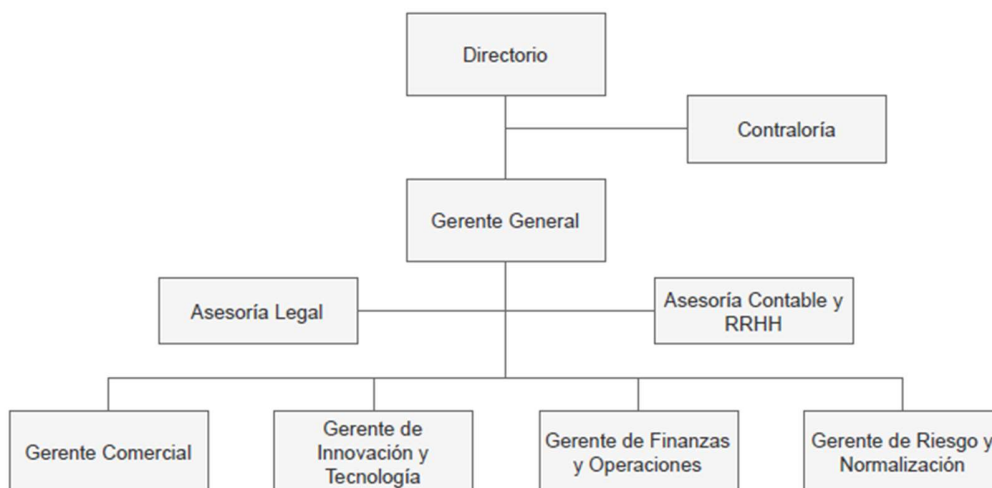 Directorio
Contraloría
Gerente General
Asesoría Legal
Asesoría Contable y
RRHH
Gerente Comercial
Gerente de
Innovación y
Tecnología
Gerente de Finanzas
y Operaciones
Gerente de Riesgo y
Normalización